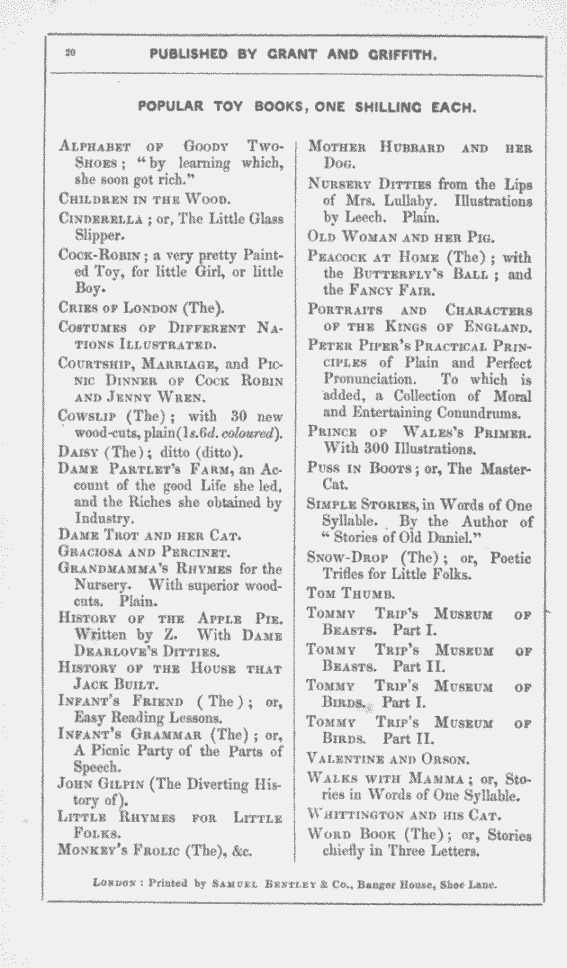 20
PUBLISHED BY GRANT AND GRIFFITH.
POPULAR TOY BOOKS, ONE SHILLING EACH.
ALPHABET OF GOODY TWO-
SHOES; "by learning which,
she soon got rich."
CHILDREN IN THE WOOD.
CINDERELLA; or, The Little Glass
Slipper.
COCK-ROBIN; a very pretty Paint-
ed Toy, for little Girl, or little
Boy.
CRIES OF LONDON (The).
COSTUMES OF DIFFERENT NA-
TIONS ILLUSTRATED.
COURTSHIP, MARRIAGE, and PIC-
NIC DINNER OF COCK ROBIN
AND JENNY WREN.
COWSLIP (The); with 30 new
wood-cuts, plain (1s.6d. coloured).
DAISY (The); ditto (ditto).
DAME PARTLET'S FARM, an Ac-
count of the good Life she led,
and the Riches she obtained by
Industry.
DAME TROT AND HER CAT.
GRACIOSA AND PERCINET.
GRANDMAMMA'S RHYMES for the
Nursery. With superior wood-
cuts. Plain.
HISTORY OF THE APPLE PIE.
Written by Z. With DAME
DEARLOVE'S DITTIES.
HISTORY OF THE HOUSE THAT
JACK BUILT.
INFANT'S FRIEND (The); or,
Easy Reading Lessons.
INFANT'S GRAMMAR (The); or,
A Picnic Party of the Parts of
Speech.
JOHN GILPIN (The Diverting His-
tory of).
LITTLE RHYMES FOR LITTLE
FOLKS.
MONKEY'S FROLIC (The), &c.
MOTHER HUBBARD AND HER
DOG.
NURSERY DITTIES from the Lips
of Mrs. Lullaby. Illustrations
by Leech. Plain.
OLD WOMAN AND HER PIG.
PEACOCK AT HOME (The); with
the BUTTERFLY'S BALL; and
the FANCY FAIR.
PORTRAITS AND CHARACTERS
OF THE KINGS OF ENGLAND.
PETER PIPER'S PRACTICAL PRIN-
CIPLES of Plain and Perfect
Pronunciation. To which is
added, a Collection of Moral
and Entertaining Conundrums.
PRINCE OF WALES'S PRIMER.
With 300 Illustrations.
PUSS IN BOOTS; or, The Master-
Cat.
SIMPLE STORIES, in Words of One
Syllable. By the Author of
"Stories of Old Daniel."
SNOW-DROP (The); or, Poetic
Trifles for Little Folks.
TOM THUMB.
TOMMY TRIP'S MUSEUM OF
BEASTS. Part I.
TOMMY TRIP'S MUSEUM OF
BEASTS. Part II.
TOMMY TRIP'S MUSEUM OF
BIRDS. Part I.
TOMMY TRIP'S MUSEUM OF
BIRDS. Part II.
VALENTINE AND ORSON.
WALKS WITH MAMMA; or, Sto-
ries in Words of One Syllable.
WHITTINGTON AND HIS CAT.
WORD BOOK (The); or, Stories
chiefly in Three Letters.
LONDON: Printed by SAMUEL BENTLEY & Co., Bangor House, Shoe Lane.